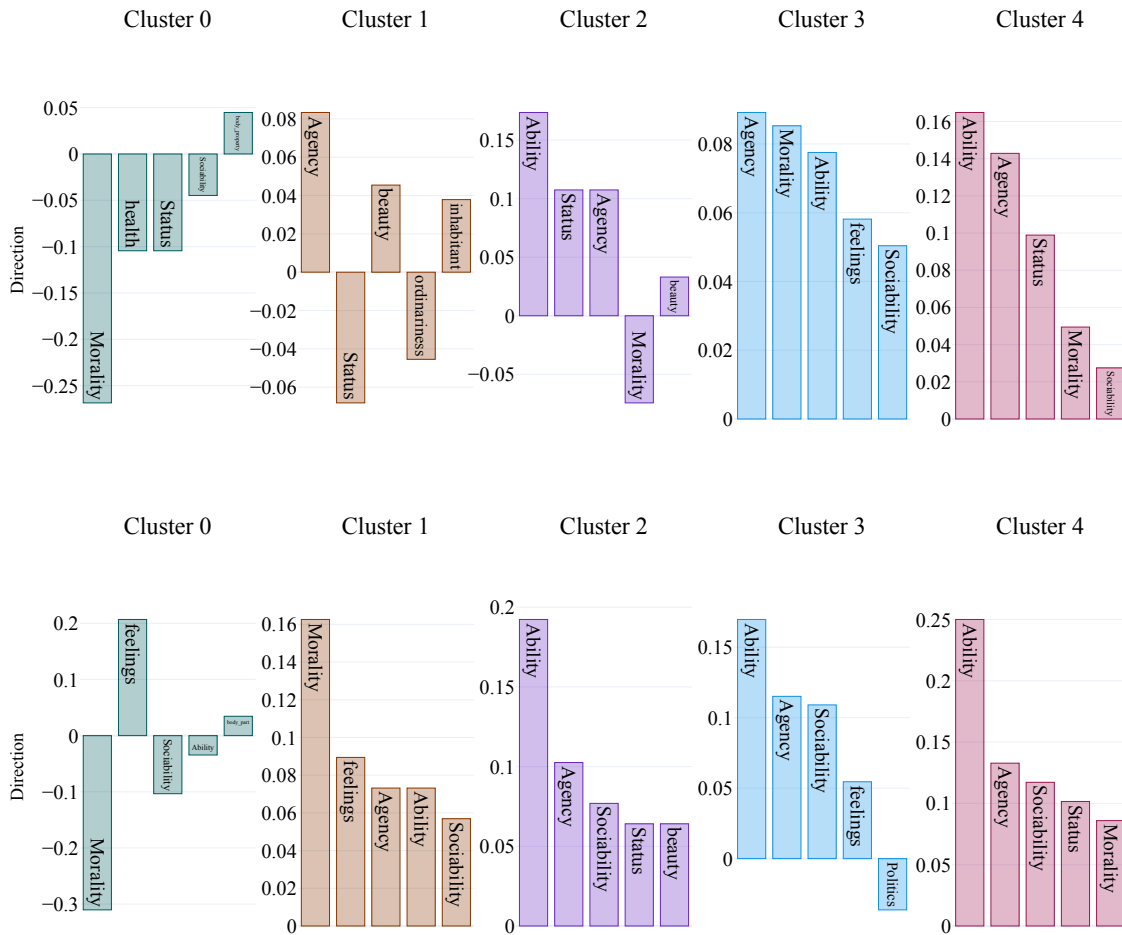 Cluster 0
Cluster 1
Cluster 2
Cluster 3
Cluster 4
Direction
0.05
0
−0.05
−0.1
−0.15
−0.2
−0.25
Morality
health
Status
Sociability
body_property
0.08
0.06
0.04
0.02
0
−0.02
−0.04
−0.06
Agency
Status
beauty
ordinariness
inhabitant
0.15
0.1
0.05
0
−0.05
Ability
Status
Agency
Morality
beauty
0.08
0.06
0.04
0.02
0
Agency
Morality
Ability
feelings
Sociability
0.16
0.14
0.12
0.1
0.08
0.06
0.04
0.02
0
Ability
Agency
Status
Morality
Sociability
Cluster 0
Cluster 1
Cluster 2
Cluster 3
Cluster 4
Direction
0.2
0.1
0
−0.1
−0.2
−0.3
Morality
feelings
Sociability
Ability
body_part
0.16
0.14
0.12
0.1
0.08
0.06
0.04
0.02
0
Morality
feelings
Agency
Ability
Sociability
0.2
0.15
0.1
0.05
0
Ability
Agency
Sociability
Status
beauty
0.15
0.1
0.05
0
Ability
Agency
Sociability
feelings
Politics
0.25
0.2
0.15
0.1
0.05
0
Ability
Agency
Sociability
Status
Morality